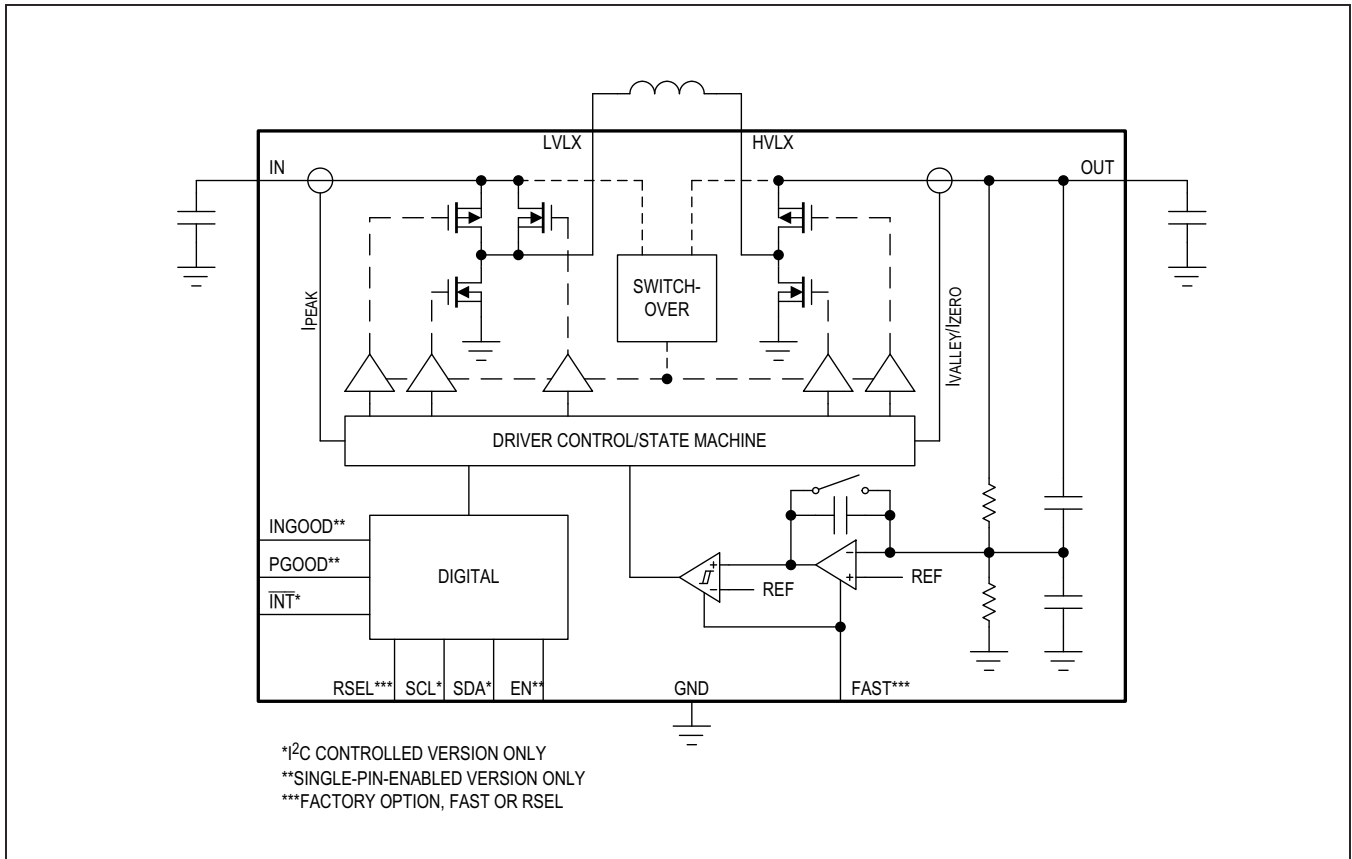 LVLX
HVLX
IN
OUT
SWITCH-
OVER
IPEAK
IVALLEY/IZERO
DRIVER CONTROL/STATE MACHINE
INGOOD**
PGOOD**
INT*
DIGITAL
+
-
REF
-
+
REF
RSEL***
SCL*
SDA*
EN**
GND
FAST***
*I2C CONTROLLED VERSION ONLY
**SINGLE-PIN-ENABLED VERSION ONLY
***FACTORY OPTION, FAST OR RSEL